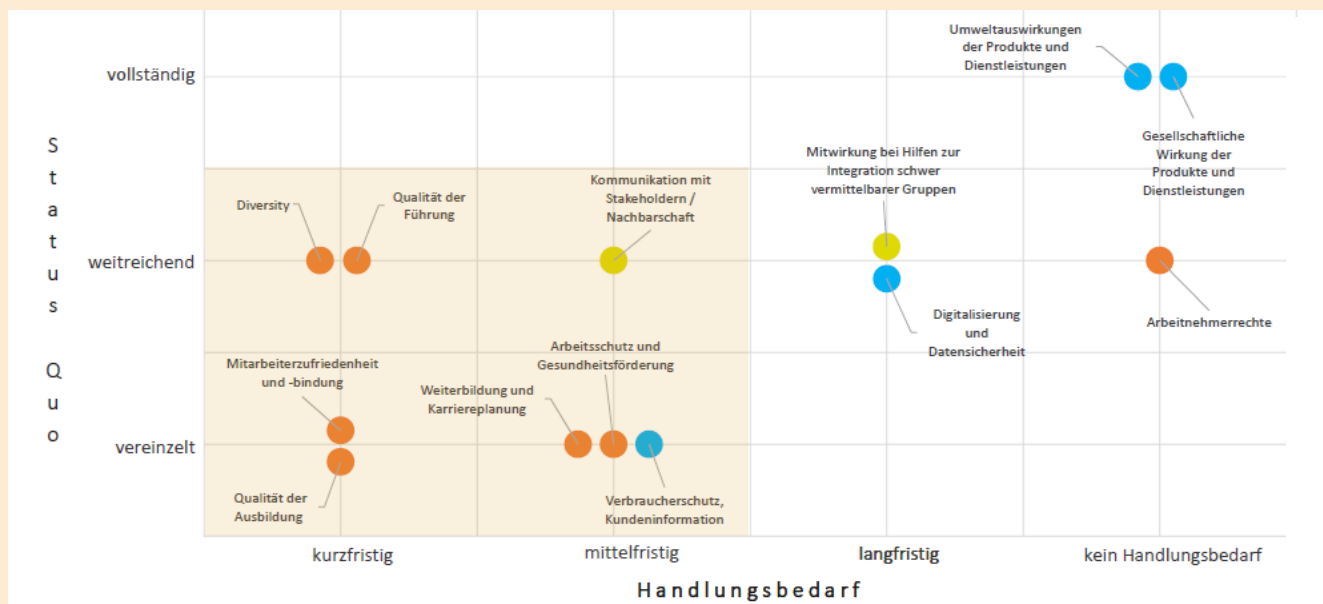 Umweltauswirkungen
der Produkte und
Dienstleistungen
vollständig
Gesellschaftliche
Wirkung der
Produkte und
Dienstleistungen
Mitwirkung bei Hilfen zur
Integration schwer
vermittelbarer Gruppen
Kommunikation mit
Stakeholdern /
Nachbarschaft
Qualität der
Führung
Diversity
weitreichend
Digitalisierung
und
Datensicherheit
Arbeitnehmerrechte
Arbeitsschutz und
Gesundheitsförderung
Mitarbeiterzufriedenheit
und -bindung
Weiterbildung und
Karriereplanung
vereinzelt
Qualität der
Ausbildung
Verbraucherschutz,
Kundeninformation
Status Quo
kurzfristig
mittelfristig
langfristig
kein Handlungsbedarf
Handlungsbedarf